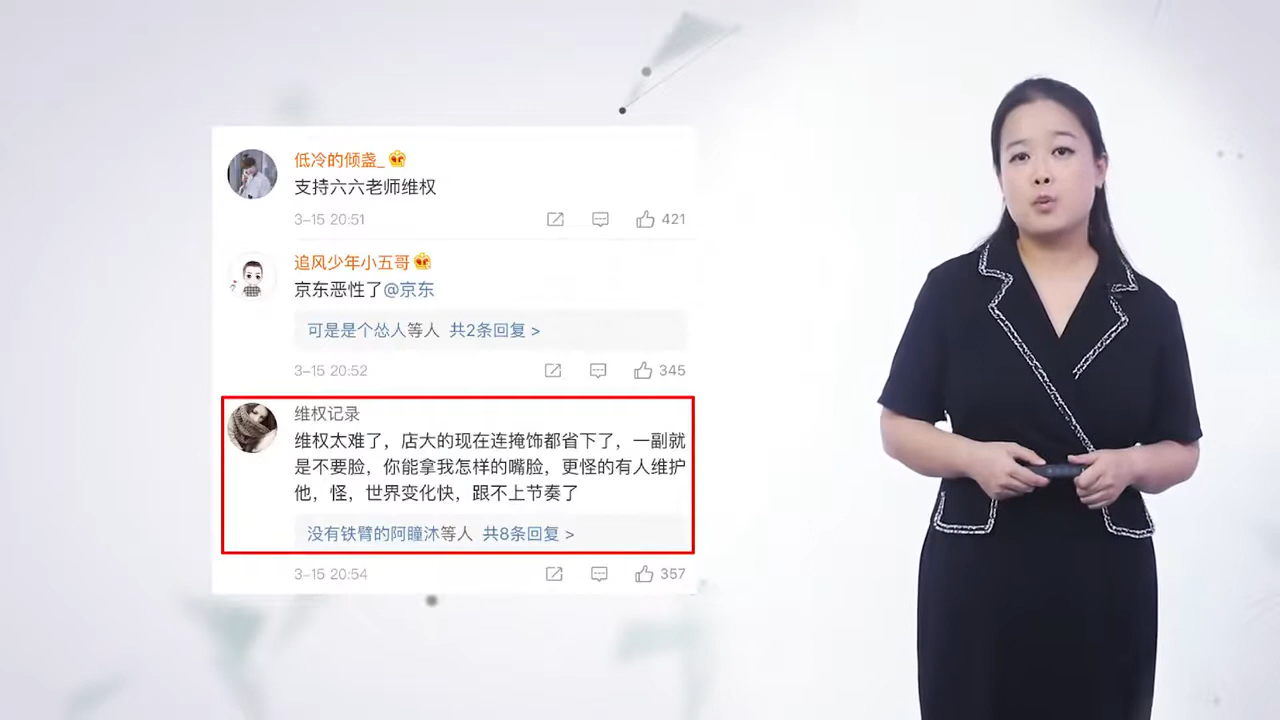 低冷的倾盏_
支持六六老师维权
3-15 20:51
421
追风少年小五哥
京东恶性了@京东
可是是个怂人等人 共2条回复 >
3-15 20:52
345
维权记录
维权太难了，店大的现在连掩饰都省下了，一副就
是不要脸，你能拿我怎样的嘴脸，更怪的有人维护
他，怪，世界变化快，跟不上节奏了
没有铁臂的阿瞳沐等人 共8条回复 >
3-15 20:54
357